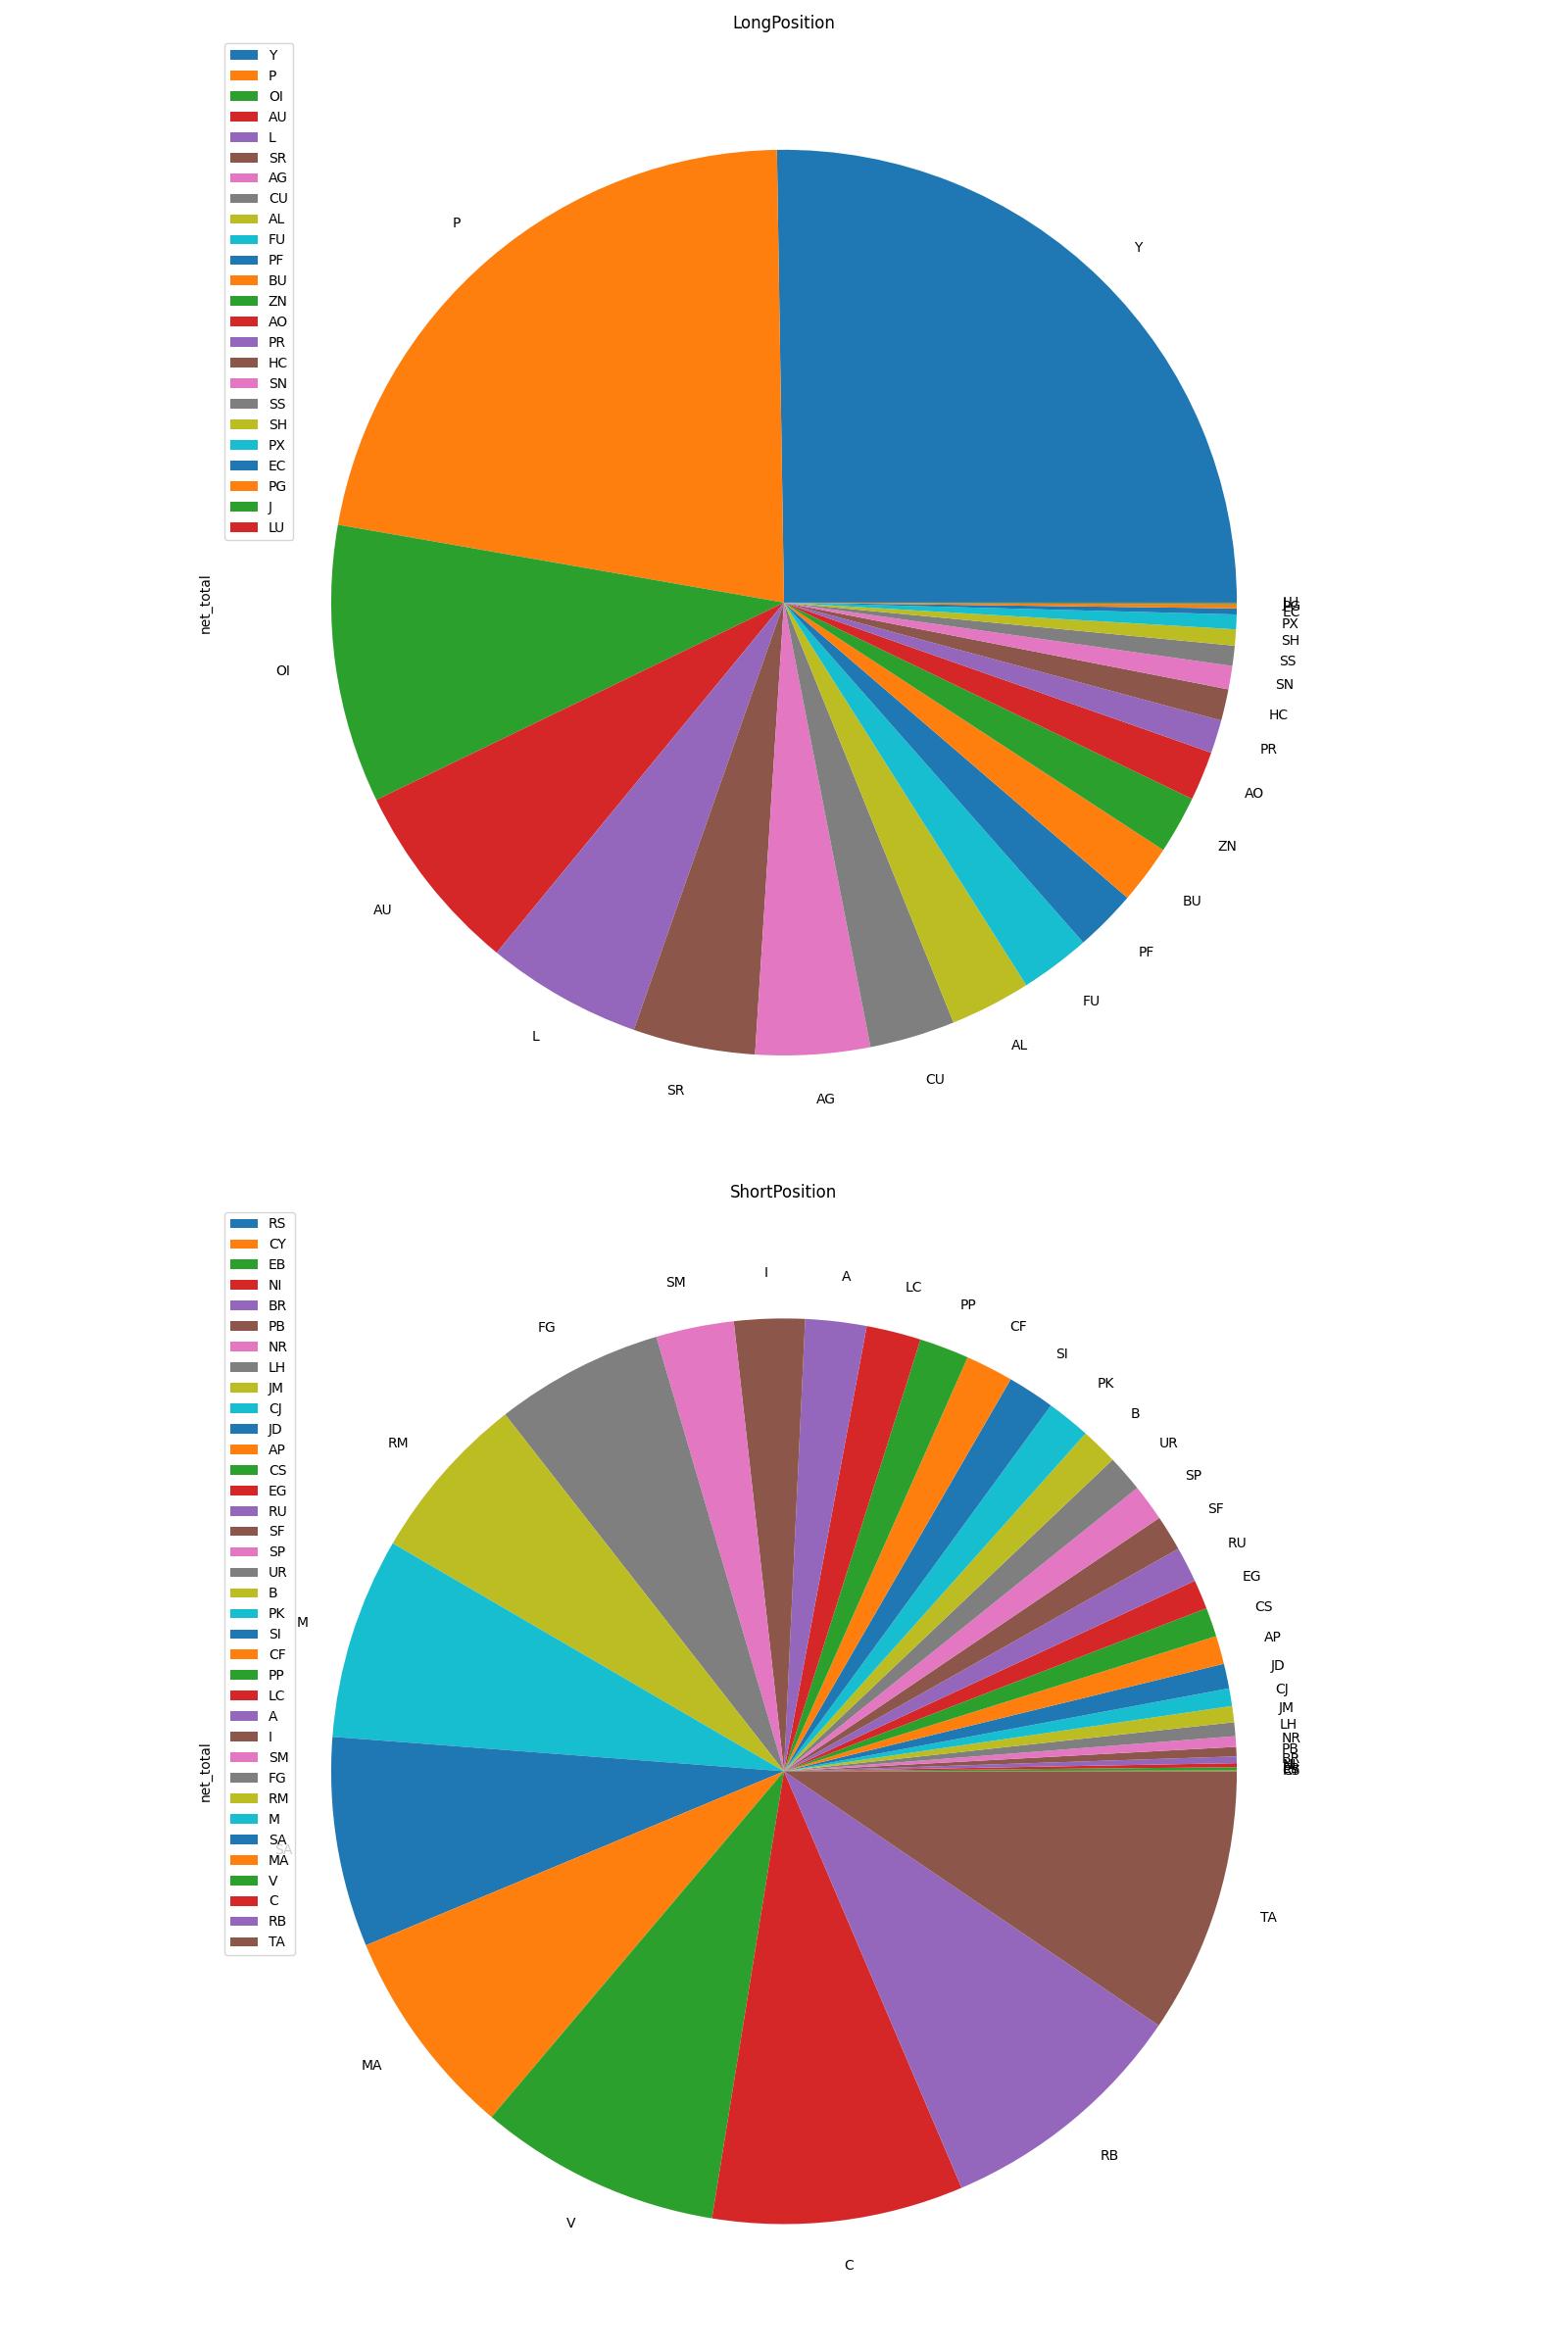 LongPosition
Y
P
OI
AU
L
SR
AG
CU
AL
FU
PF
BU
ZN
AO
PR
HC
SN
SS
SH
PX
EC
PG
J
LU
net_total
P
Y
OI
AU
L
SR
AG
CU
AL
FU
PF
BU
ZN
AO
PR
HC
SN
SS
SH
PX
EC
ShortPosition
RS
CY
EB
NI
BR
PB
NR
LH
JM
CJ
JD
AP
CS
EG
RU
SF
SP
UR
B
PK
SI
CF
PP
LC
A
I
SM
FG
RM
M
SA
MA
V
C
RB
TA
net_total
I
A
SM
LC
PP
CF
FG
SI
PK
B
RM
UR
SP
SF
RU
EG
CS
M
AP
JD
CJ
JM
LH
NR
PB
BR
SA
TA
MA
RB
V
C